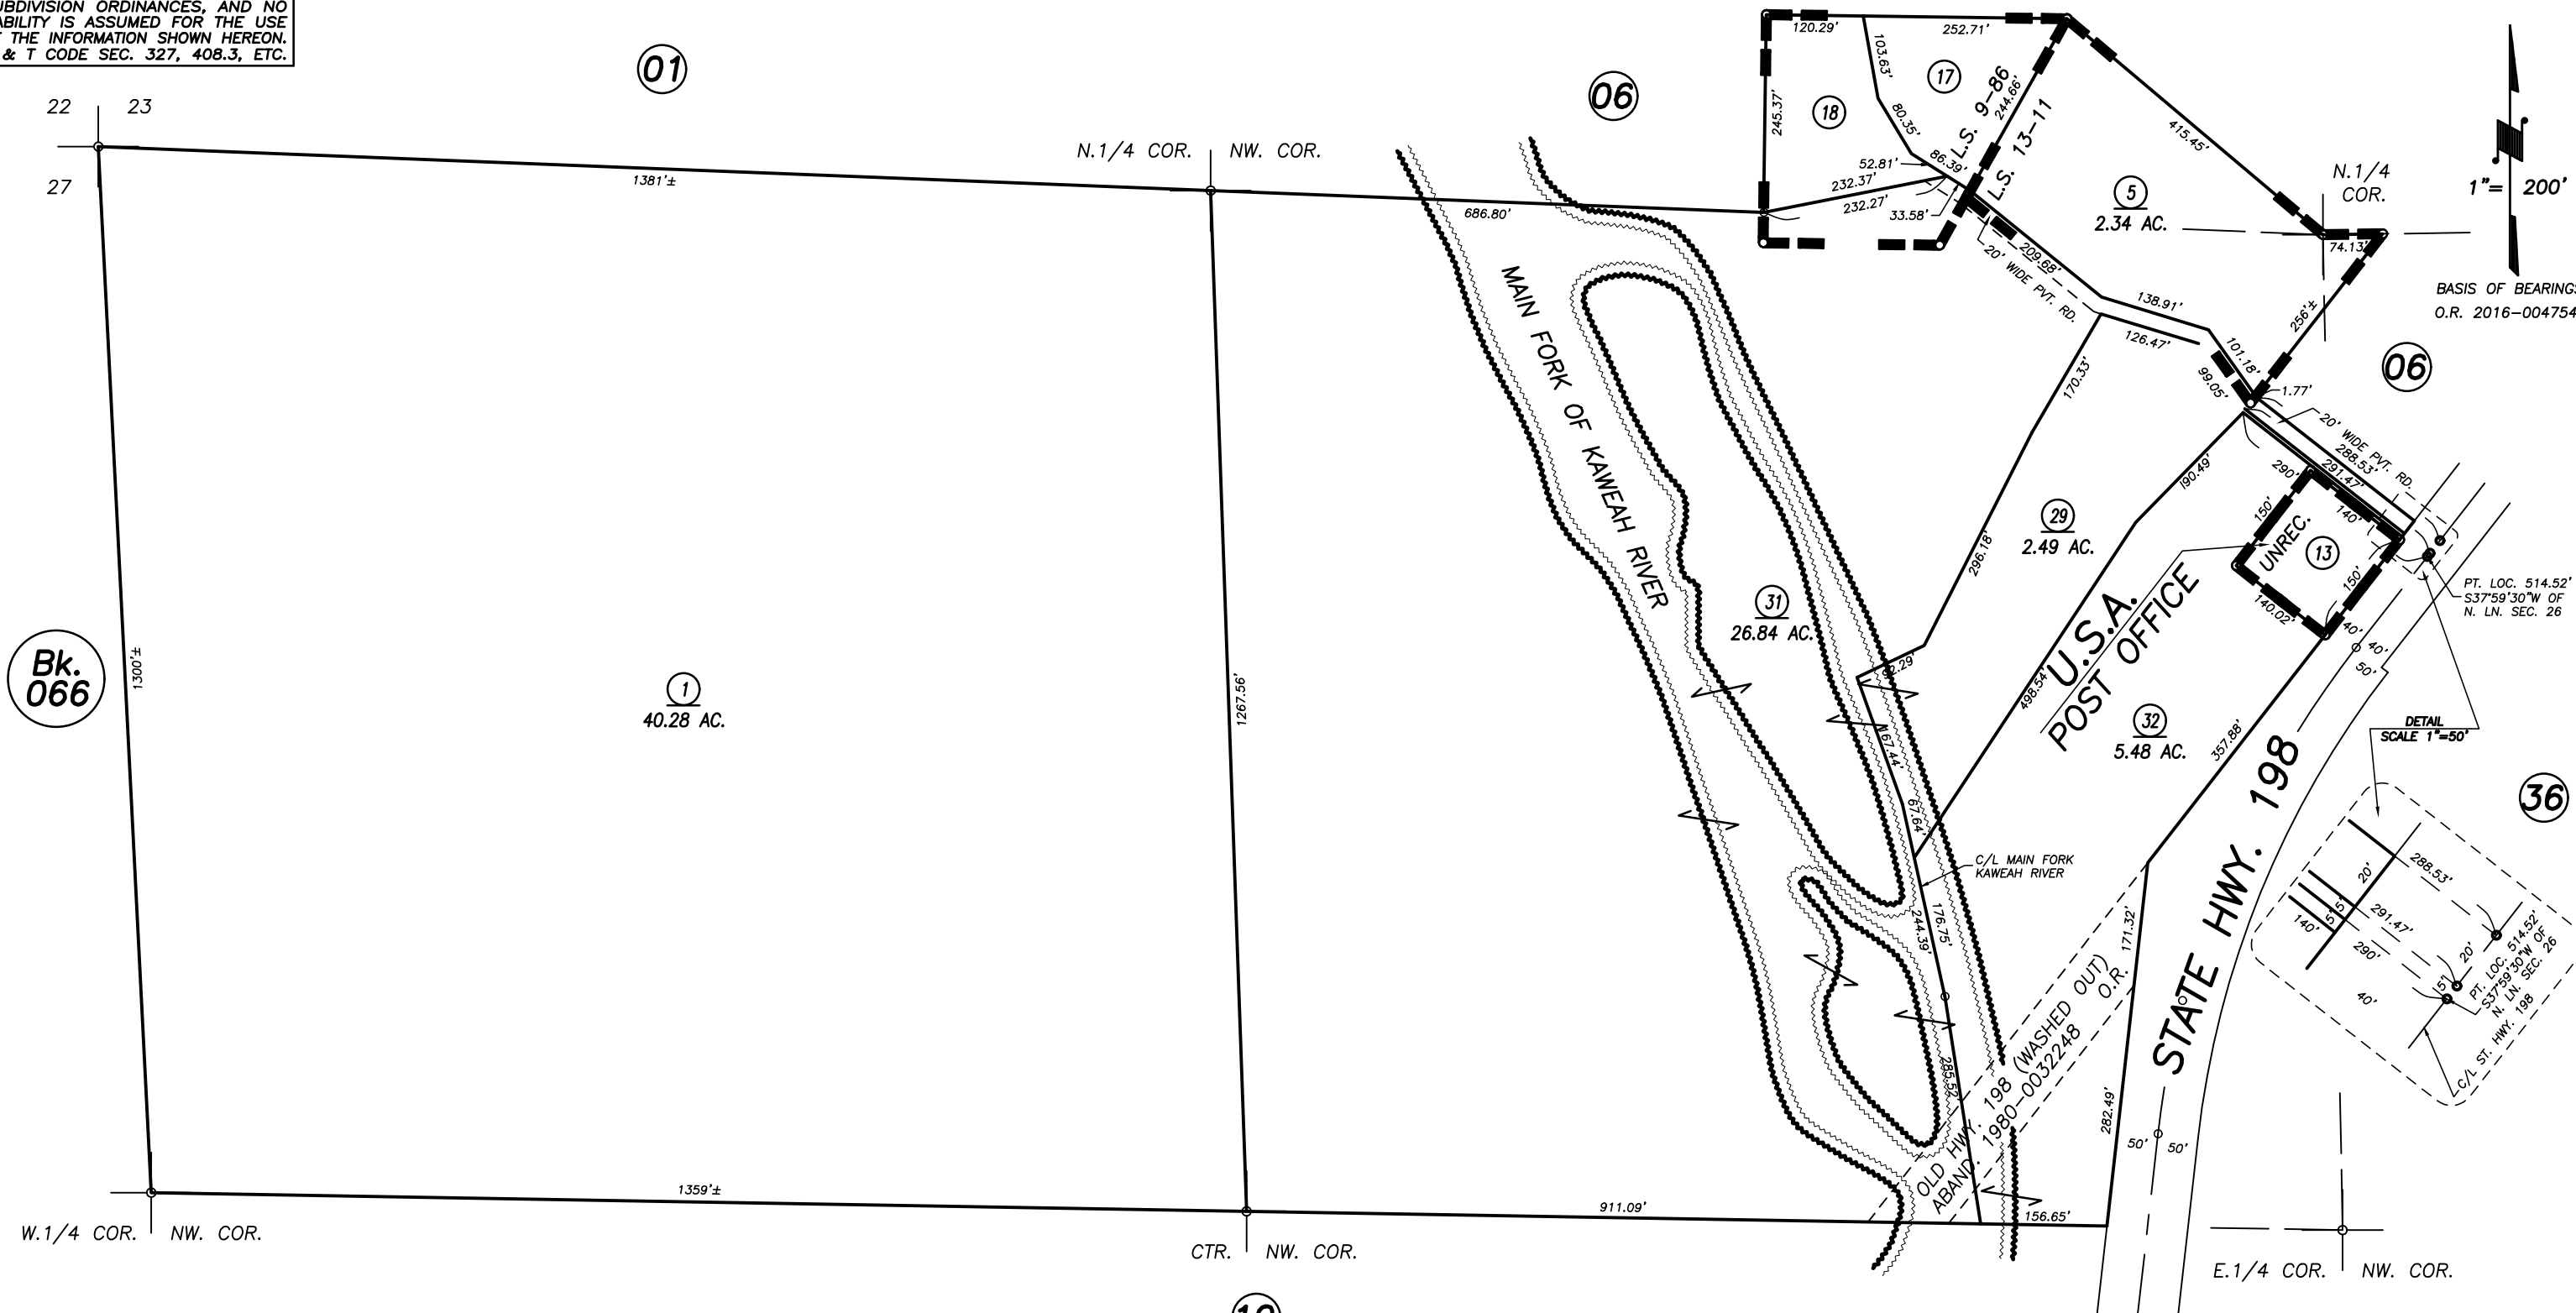 SUBDIVISION ORDINANCES, AND NO
ABILITY IS ASSUMED FOR THE USE
THE INFORMATION SHOWN HEREON.
& T CODE SEC. 327, 408.3, ETC.
01
22 23
27
N.1/4 COR. NW. COR.
1381'±
686.80'
06
120.29'
252.71'
245.37'
103.63'
80.35'
17
18
L.S. 9-86
244.66'
L.S. 13-11
52.81'
86.39'
232.37'
232.27'
33.58'
415.45'
5
2.34 AC.
N.1/4
COR.
74.13'
1"= 200'
BASIS OF BEARINGS
O.R. 2016-004754
209.68'
20' WIDE PVT. RD.
138.91'
126.47'
101.18'
99.05'
1.77'
256'±
06
170.33'
20' WIDE PVT. RD.
288.53'
291.47'
290'
190.49'
150'
140'
UNREC.
13
150'
140.02'
40'
40'
50'
PT. LOC. 514.52'
S37°59'30"W OF
N. LN. SEC. 26
MAIN FORK OF KAWEAH RIVER
29
2.49 AC.
296.18'
31
26.84 AC.
U.S.A.
POST OFFICE
498.54'
32
5.48 AC.
357.88'
Bk.
066
1300'±
1
40.28 AC.
1267.56'
167.44'
67.64'
C/L MAIN FORK
KAWEAH RIVER
176.75'
244.39'
285.52'
STATE HWY. 198
DETAIL
SCALE 1"=50'
36
288.53'
20'
5'
5'
291.47'
140'
290'
40'
20'
(5')
PT. LOC. 514.52'
S37°59'30"W OF
N. LN. SEC. 26
C/L ST. HWY. 198
171.32'
282.49'
OLD HWY. 198 (WASHED OUT)
ABAND. 1980-0032248 O.R.
50' 50'
1359'±
911.09'
156.65'
W.1/4 COR. NW. COR.
CTR. NW. COR.
E.1/4 COR. NW. COR.